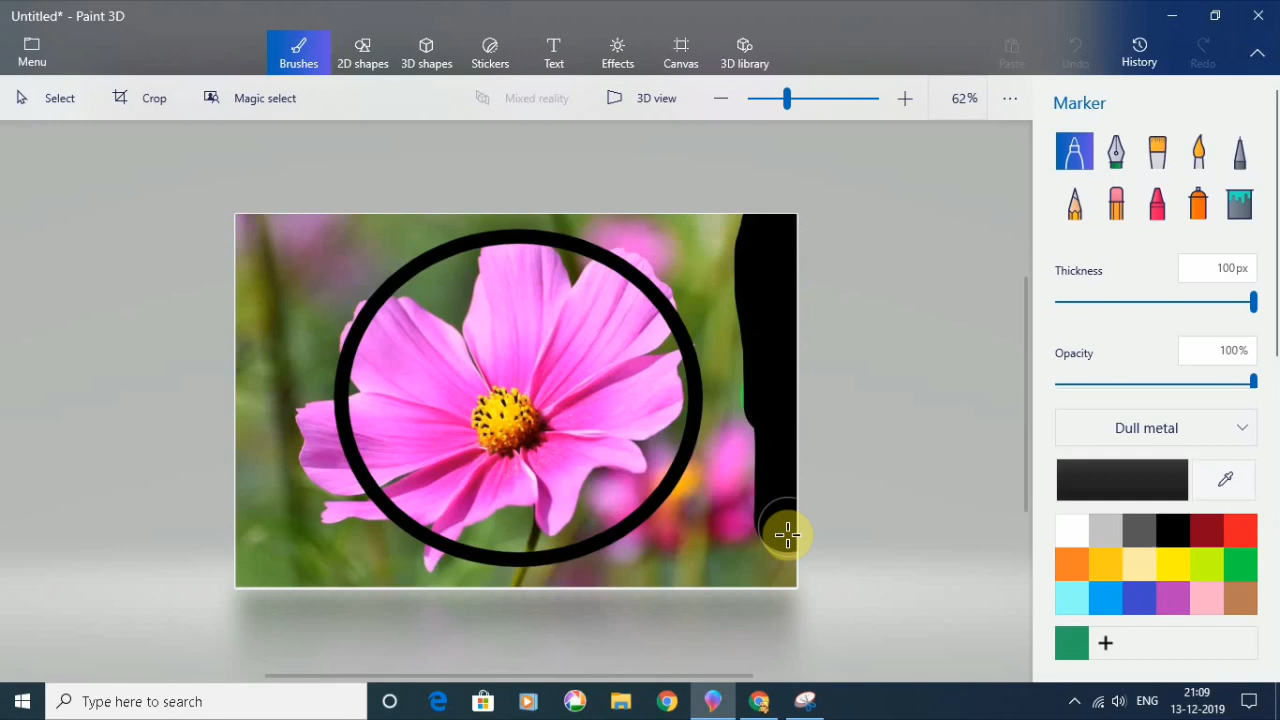 Untitled* - Paint 3D
Menu
Brushes
2D shapes
3D shapes
Stickers
Text
Effects
Canvas
3D library
Paste
Undo
History
Redo
Select
Crop
Magic select
Mixed reality
3D view
62%
Marker
Thickness
100px
Opacity
100%
Dull metal
Type here to search
ENG
21:09
13-12-2019